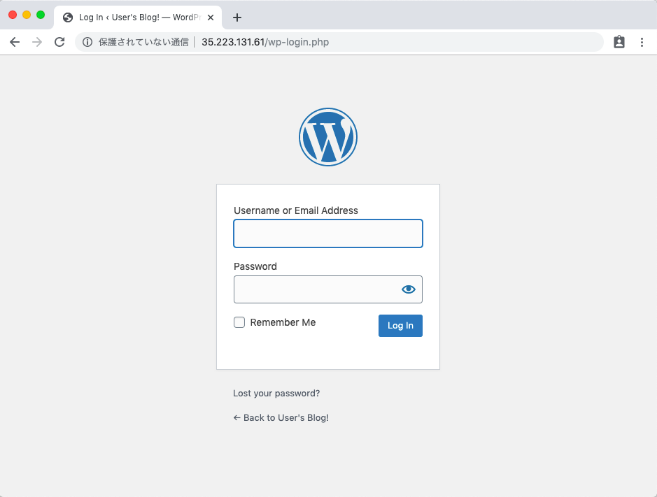 Log In ‹ User's Blog! — WordPr
保護されていない通信 35.223.131.61/wp-login.php
Username or Email Address
Password
Remember Me
Log In
Lost your password?
← Back to User's Blog!